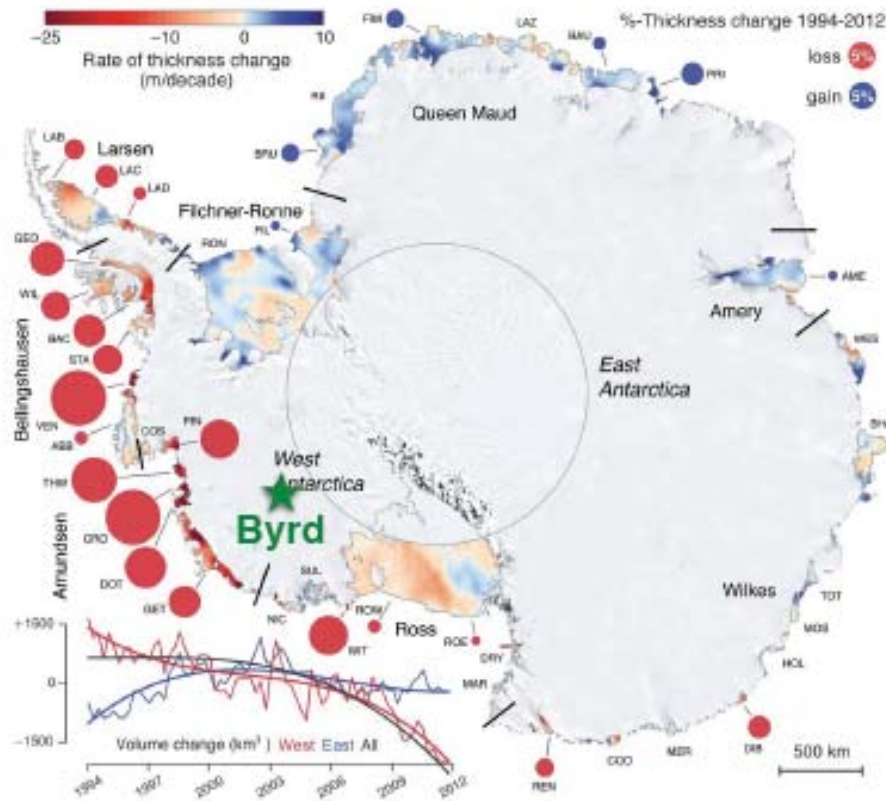 -25
-10
0
10
Rate of thickness change
(m/decade)
%-Thickness change 1994-2012
loss 5%
gain 5%
FIM
LAZ
BAU
PRI
RII
BRU
Queen Maud
LAB
Larsen
LAC
LAD
Filchner-Ronne
FIL
RON
GEO
WIL
BAC
STA
VEN
ABB
COS
PIN
THW
CRO
DOT
GET
Bellingshausen
Amundsen
AME
Amery
WES
East
Antarctica
West
Antarctica
Byrd
SUL
NIC
WIT
RON
Ross
ROE
DRY
MAR
REN
COO
MER
DIB
HOL
MOS
TOT
Wilkes
500 km
+1500
0
-1500
Volume change (km³) West East All
1994
1997
2000
2003
2006
2009
2012